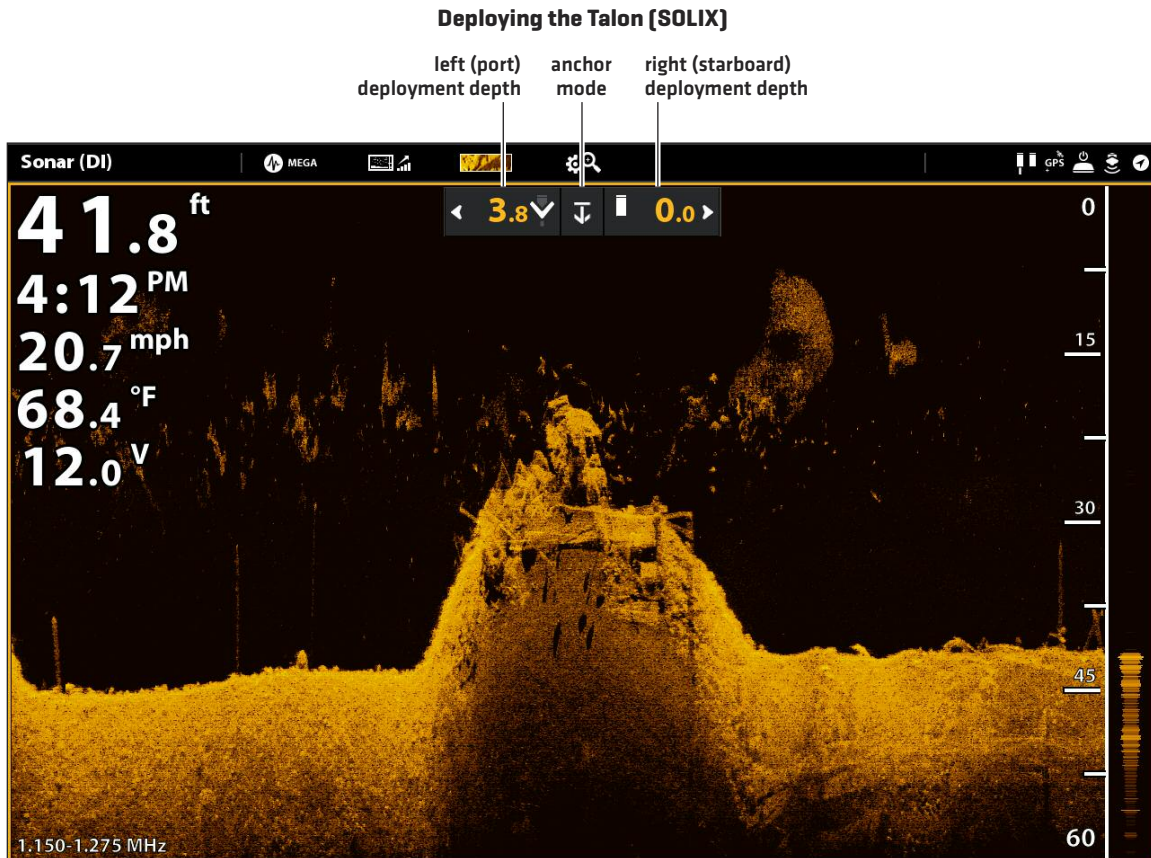 Deploying the Talon (SOLIX)
left (port)
deployment depth
anchor
mode
right (starboard)
deployment depth
Sonar (DI)
MEGA
GPS
41.8 ft
3.8
0.0
4:12 PM
20.7 mph
68.4 °F
12.0 V
0
15
30
45
60
1.150-1.275 MHz